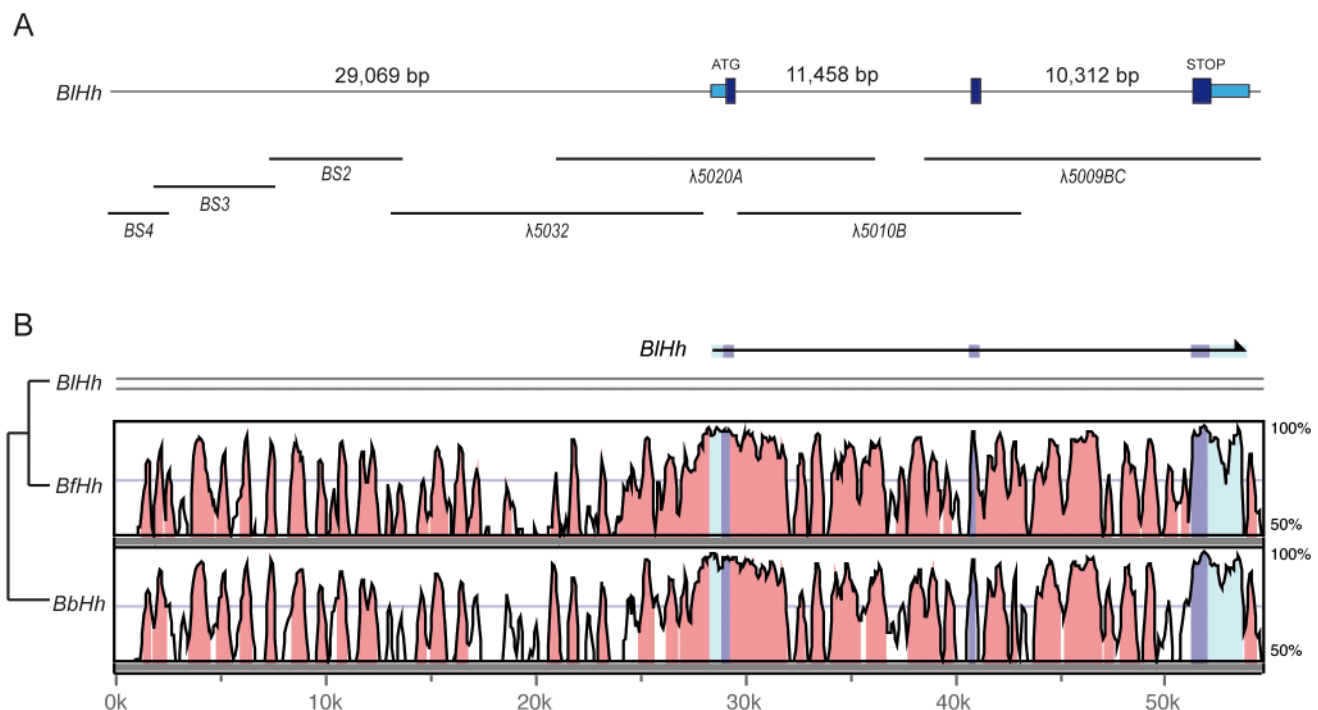 A
BlHh
29,069 bp
ATG
11,458 bp
10,312 bp
STOP
BS2
λ5020A
λ5009BC
BS3
BS4
λ5032
λ5010B
B
BlHh
BlHh
100%
BfHh
50%
100%
BbHh
50%
0k 10k 20k 30k 40k 50k